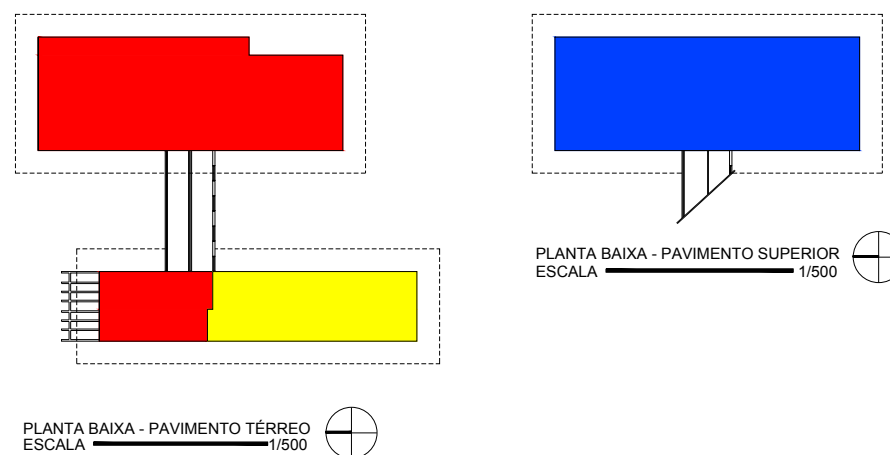 PLANTA BAIXA - PAVIMENTO SUPERIOR
ESCALA 1/500
PLANTA BAIXA - PAVIMENTO TÉRREO
ESCALA 1/500